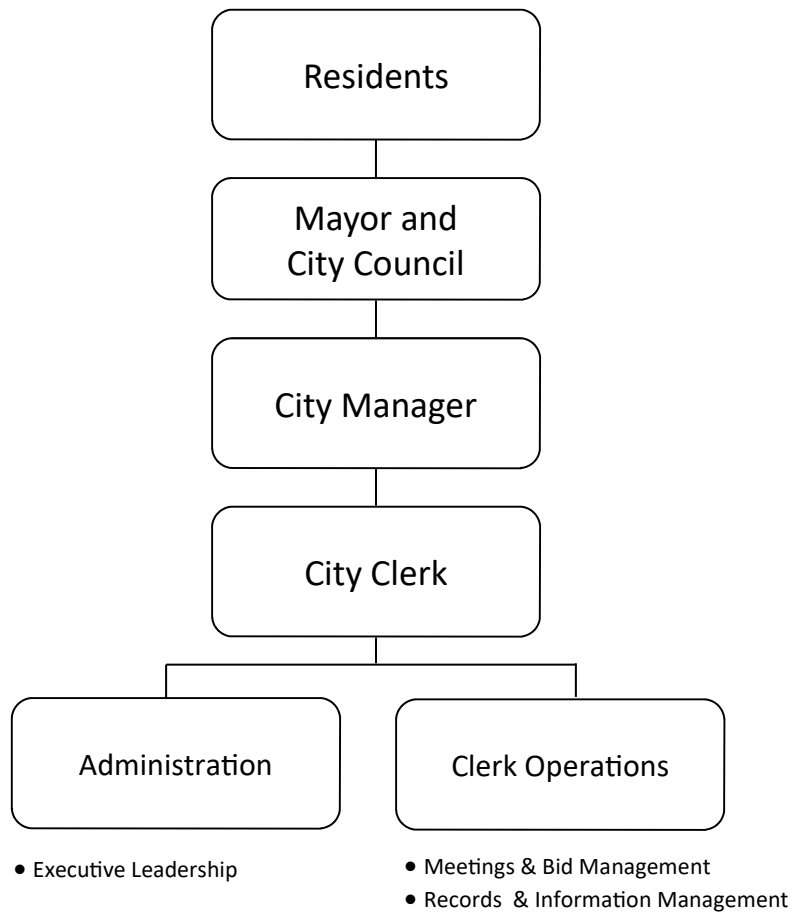 Residents
Mayor and
City Council
City Manager
City Clerk
Administration
Clerk Operations
• Executive Leadership
• Meetings & Bid Management
• Records & Information Management